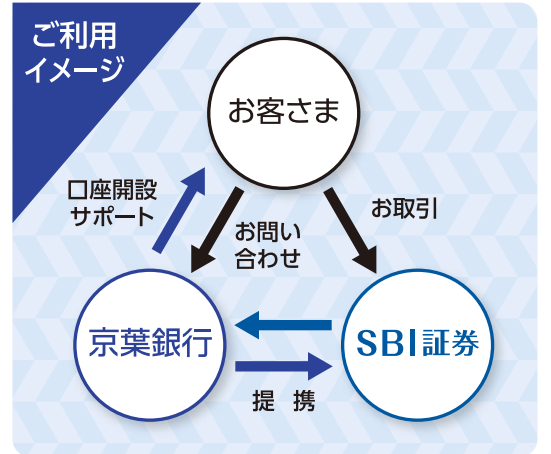 ご利用
イメージ
お客さま
口座開設
サポート
お問い
合わせ
お取引
京葉銀行
SBI証券
提 携